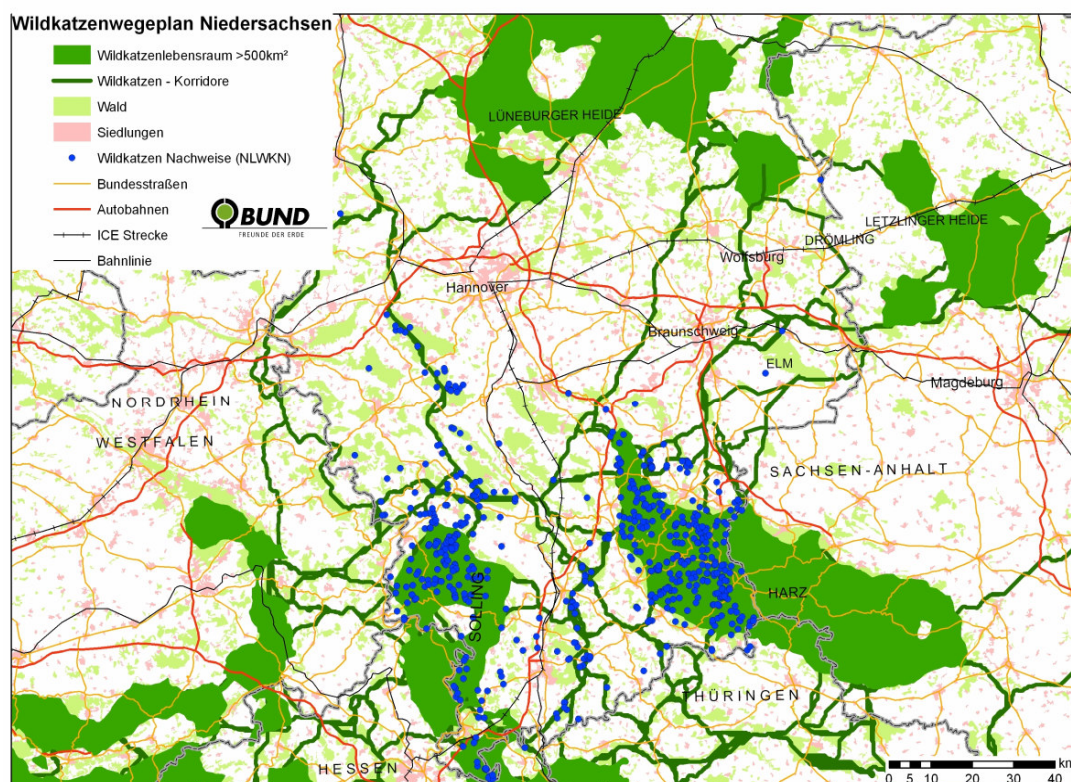 Wildkatzenwegeplan Niedersachsen
Wildkatzenlebensraum >500km²
Wildkatzen - Korridore
Wald
Siedlungen
Wildkatzen Nachweise (NLWKN)
Bundesstraßen
Autobahnen
ICE Strecke
Bahnlinie
BUND
FREUNDE DER ERDE
LÜNEBURGER HEIDE
LETZLINGER HEIDE
DRÖMLING
Wolfsburg
Hannover
Braunschweig
ELM
Magdeburg
NORDRHEIN
WESTFALEN
SACHSEN-ANHALT
HARZ
SOLLING
THÜRINGEN
HESSEN
km
0 5 10 20 30 40